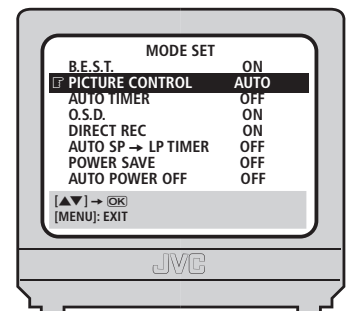 MODE SET
B.E.S.T. ON
☞ PICTURE CONTROL AUTO
AUTO TIMER OFF
O.S.D. ON
DIRECT REC ON
AUTO SP → LP TIMER OFF
POWER SAVE OFF
AUTO POWER OFF OFF
[▲▼] → OK
[MENU]: EXIT
JVC